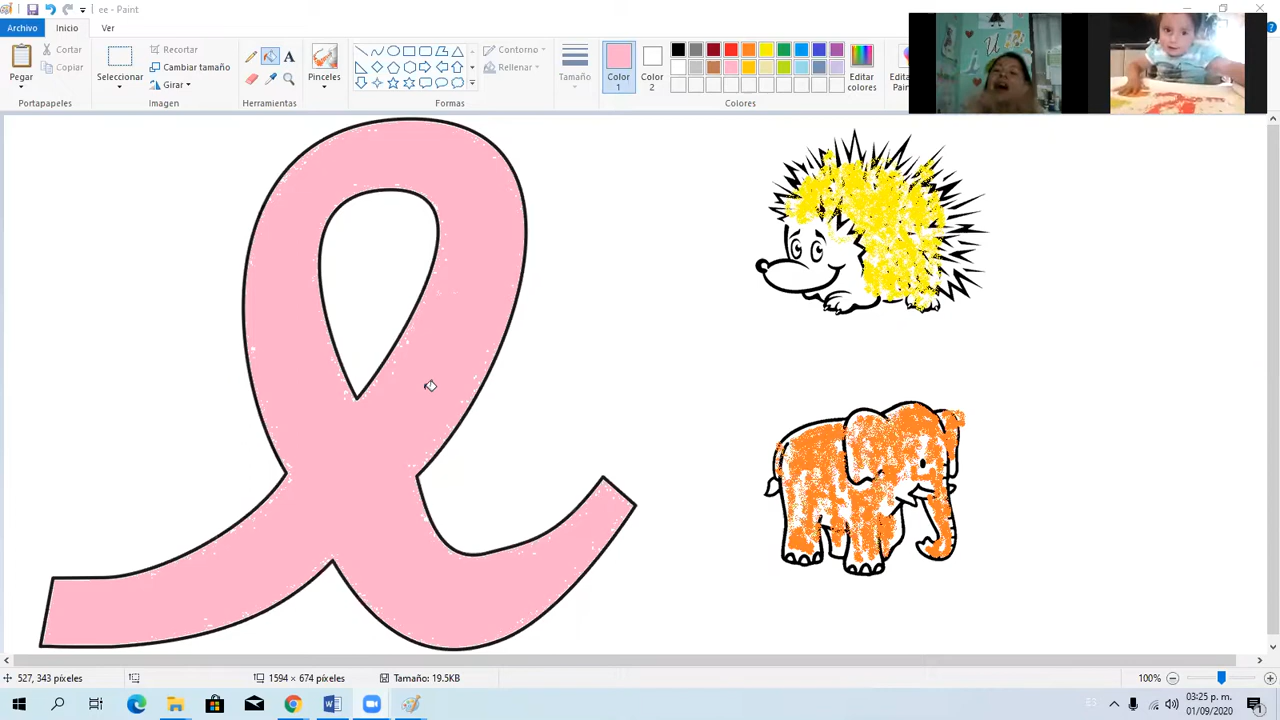 ee - Paint
Archivo Inicio Ver
Pegar
Cortar
Copiar
Portapapeles
Seleccionar
Recortar
Cambiar tamaño
Girar
Imagen
A
Herramientas
Pinceles
Contorno
Rellenar
Formas
Tamaño
Color 1
Color 2
Colores
Editar colores
e
527, 343 píxeles
1594 × 674 píxeles
Tamaño: 19.5KB
100%
03:25 p. m.
01/09/2020